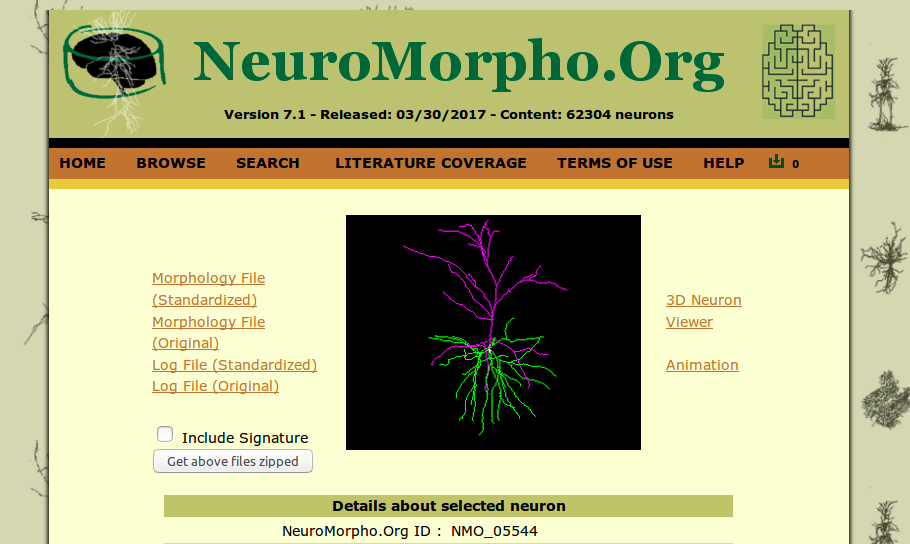 NeuroMorpho.Org
Version 7.1 - Released: 03/30/2017 - Content: 62304 neurons
HOME BROWSE SEARCH LITERATURE COVERAGE TERMS OF USE HELP 0
Morphology File
(Standardized)
Morphology File
(Original)
Log File (Standardized)
Log File (Original)
Include Signature
Get above files zipped
3D Neuron
Viewer
Animation
Details about selected neuron
NeuroMorpho.Org ID : NMO_05544